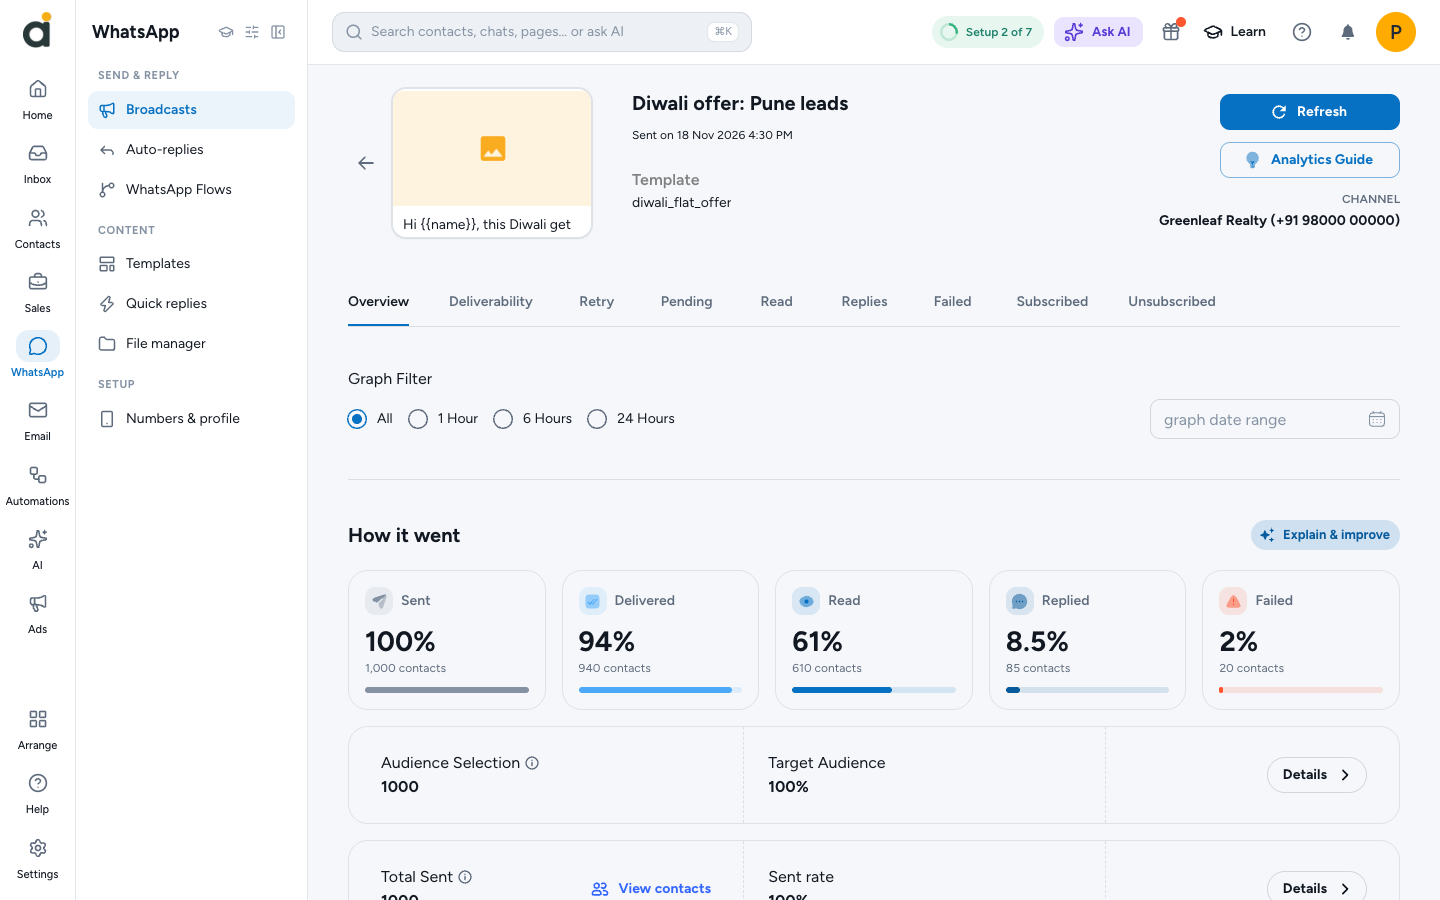 WhatsApp
Search contacts, chats, pages... or ask AI
⌘K
Setup 2 of 7
Ask AI
Learn
P
Home
Inbox
Contacts
Sales
WhatsApp
Email
Automations
AI
Ads
Arrange
Help
Settings
SEND & REPLY
Broadcasts
Auto-replies
WhatsApp Flows
CONTENT
Templates
Quick replies
File manager
SETUP
Numbers & profile
Hi {{name}}, this Diwali get
Diwali offer: Pune leads
Sent on 18 Nov 2026 4:30 PM
Template
diwali_flat_offer
Refresh
Analytics Guide
CHANNEL
Greenleaf Realty (+91 98000 00000)
Overview
Deliverability
Retry
Pending
Read
Replies
Failed
Subscribed
Unsubscribed
Graph Filter
All
1 Hour
6 Hours
24 Hours
graph date range
How it went
Explain & improve
Sent
100%
1,000 contacts
Delivered
94%
940 contacts
Read
61%
610 contacts
Replied
8.5%
85 contacts
Failed
2%
20 contacts
Audience Selection
1000
Target Audience
100%
Details
Total Sent
1000
View contacts
Sent rate
100%
Details